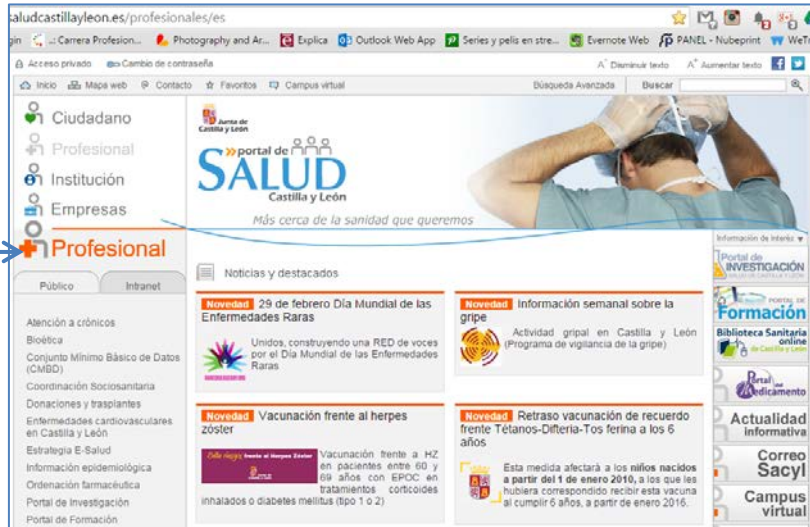 saludcastillayleon.es/profesionales/es
gin
..: Carrera Profesion...
Photography and Ar...
Explica
Outlook Web App
Series y pelis en stre...
Evernote Web
PANEL - Nubeprint
WeTr
Acceso privado
Cambio de contraseña
A- Disminuir texto
A+ Aumentar texto
Inicio
Mapa web
Contacto
Favoritos
Campus virtual
Búsqueda Avanzada
Buscar
Ciudadano
Profesional
Institución
Empresas
Profesional
Público
Intranet
Atención a crónicos
Bioética
Conjunto Mínimo Básico de Datos
(CMBD)
Coordinación Sociosanitaria
Donaciones y trasplantes
Enfermedades cardiovasculares
en Castilla y León
Estrategia E-Salud
Información epidemiológica
Ordenación farmacéutica
Portal de Investigación
Portal de Formación
Junta de
Castilla y León
portal de
SALUD
Castilla y León
Más cerca de la sanidad que queremos
Noticias y destacados
Novedad 29 de febrero Día Mundial de las
Enfermedades Raras
Unidos, construyendo una RED de voces
por el Día Mundial de las Enfermedades
Raras
Novedad Información semanal sobre la
gripe
Actividad gripal en Castilla y León
(Programa de vigilancia de la gripe)
Novedad Vacunación frente al herpes
zóster
frente al Herpes Zóster
Vacunación frente a HZ
en pacientes entre 60 y
69 años con EPOC en
tratamientos corticoides
inhalados o diabetes mellitus (tipo 1 o 2)
Novedad Retraso vacunación de recuerdo
frente Tétanos-Difteria-Tos ferina a los 6
años
Esta medida afectará a los niños nacidos
a partir del 1 de enero 2010, a los que les
hubiera correspondido recibir esta vacuna
al cumplir 6 años, a partir de enero 2016.
Información de interés
Portal de
INVESTIGACIÓN
PORTAL DE
Formación
Biblioteca Sanitaria
online
de Castilla y León
Portal del
Medicamento
Actualidad
informativa
Correo
Sacyl
Campus
virtual